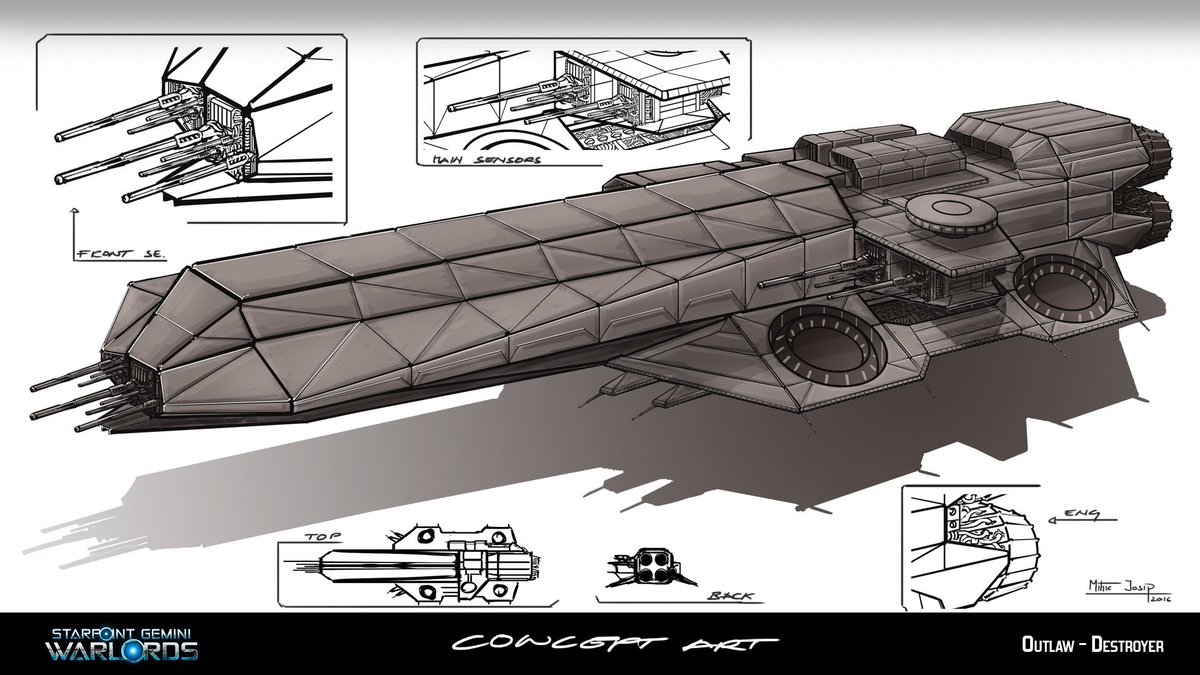 MAIN SENSORS
FRONT SE.
TOP
BACK
ENG
Mitic Josip
2016
STARPOINT GEMINI
WARLORDS
CONCEPT ART
OUTLAW - DESTROYER